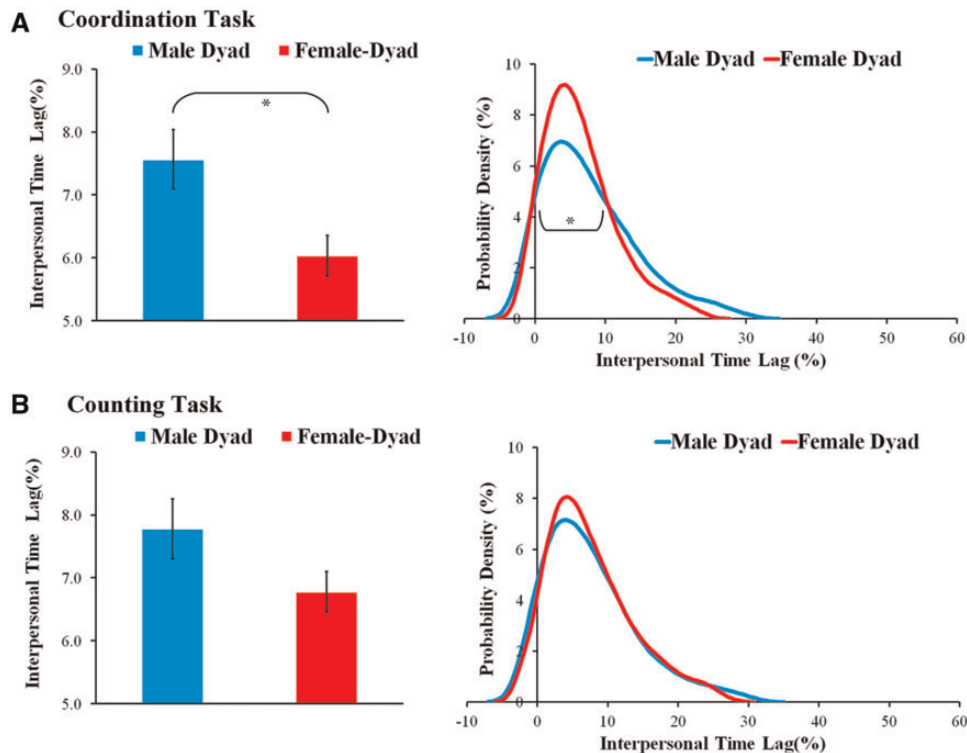 A Coordination Task
Male Dyad Female-Dyad
Interpersonal Time Lag(%)
9.0
8.0
7.0
6.0
5.0
*
Male Dyad Female Dyad
Probability Density (%)
10
8
6
4
2
0
*
-10 0 10 20 30 40 50 60
Interpersonal Time Lag (%)
B Counting Task
Male Dyad Female-Dyad
Interpersonal Time Lag(%)
9.0
8.0
7.0
6.0
5.0
Male Dyad Female Dyad
Probability Density (%)
10
8
6
4
2
0
-10 0 10 20 30 40 50 60
Interpersonal Time Lag(%)